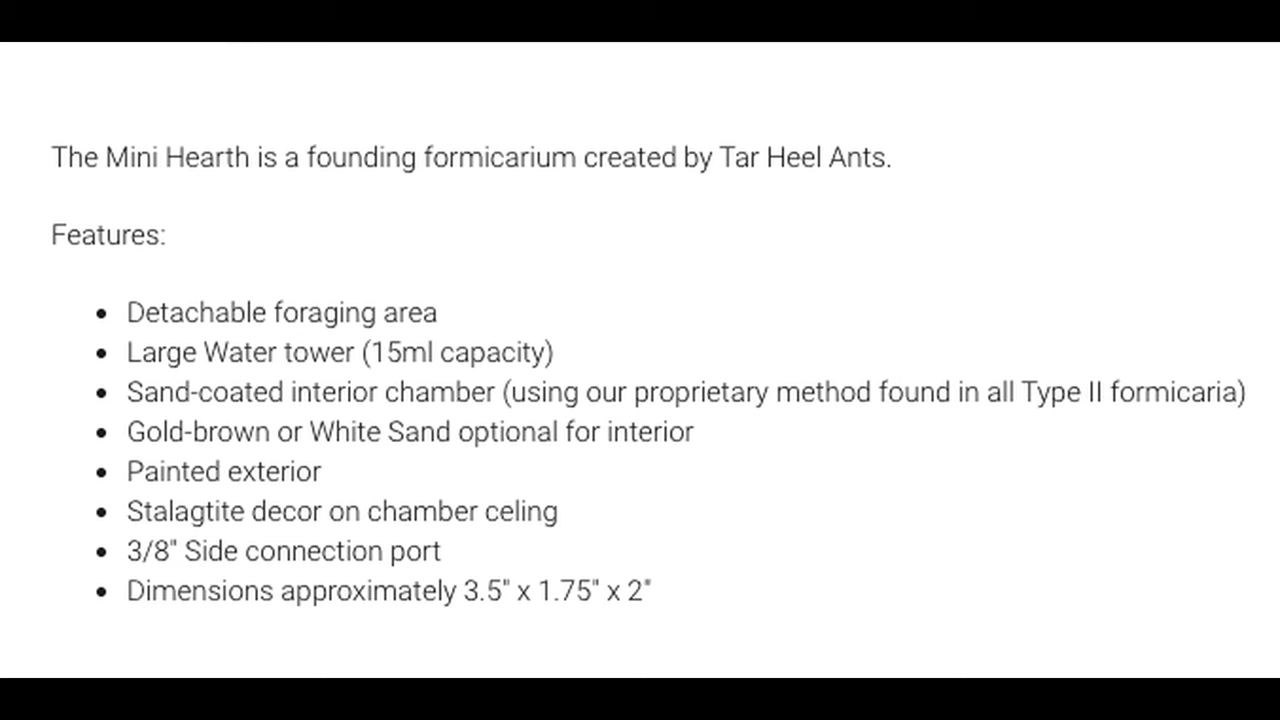 The Mini Hearth is a founding formicarium created by Tar Heel Ants.
Features:
• Detachable foraging area
• Large Water tower (15ml capacity)
• Sand-coated interior chamber (using our proprietary method found in all Type II formicaria)
• Gold-brown or White Sand optional for interior
• Painted exterior
• Stalagtite decor on chamber celing
• 3/8" Side connection port
• Dimensions approximately 3.5" x 1.75" x 2"